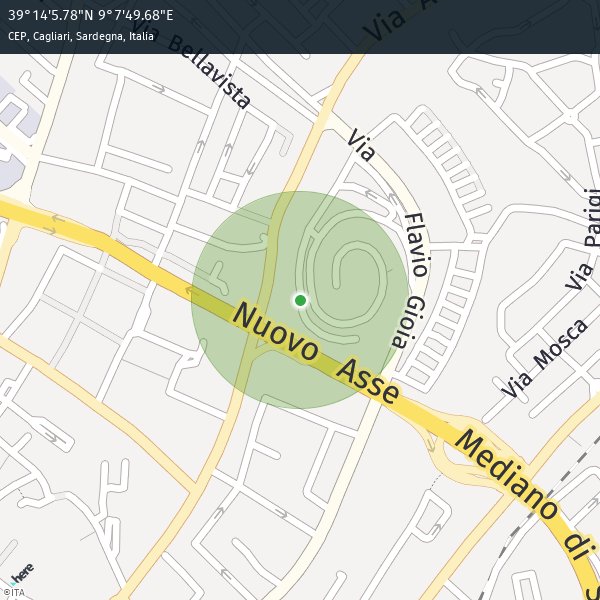 39°14'5.78"N 9°7'49.68"E
CEP, Cagliari, Sardegna, Italia
Via A
Via Bellavista
Via Flavio Gioia
Via Parigi
Via Mosca
Nuovo Asse Mediano di S
here
©ITA